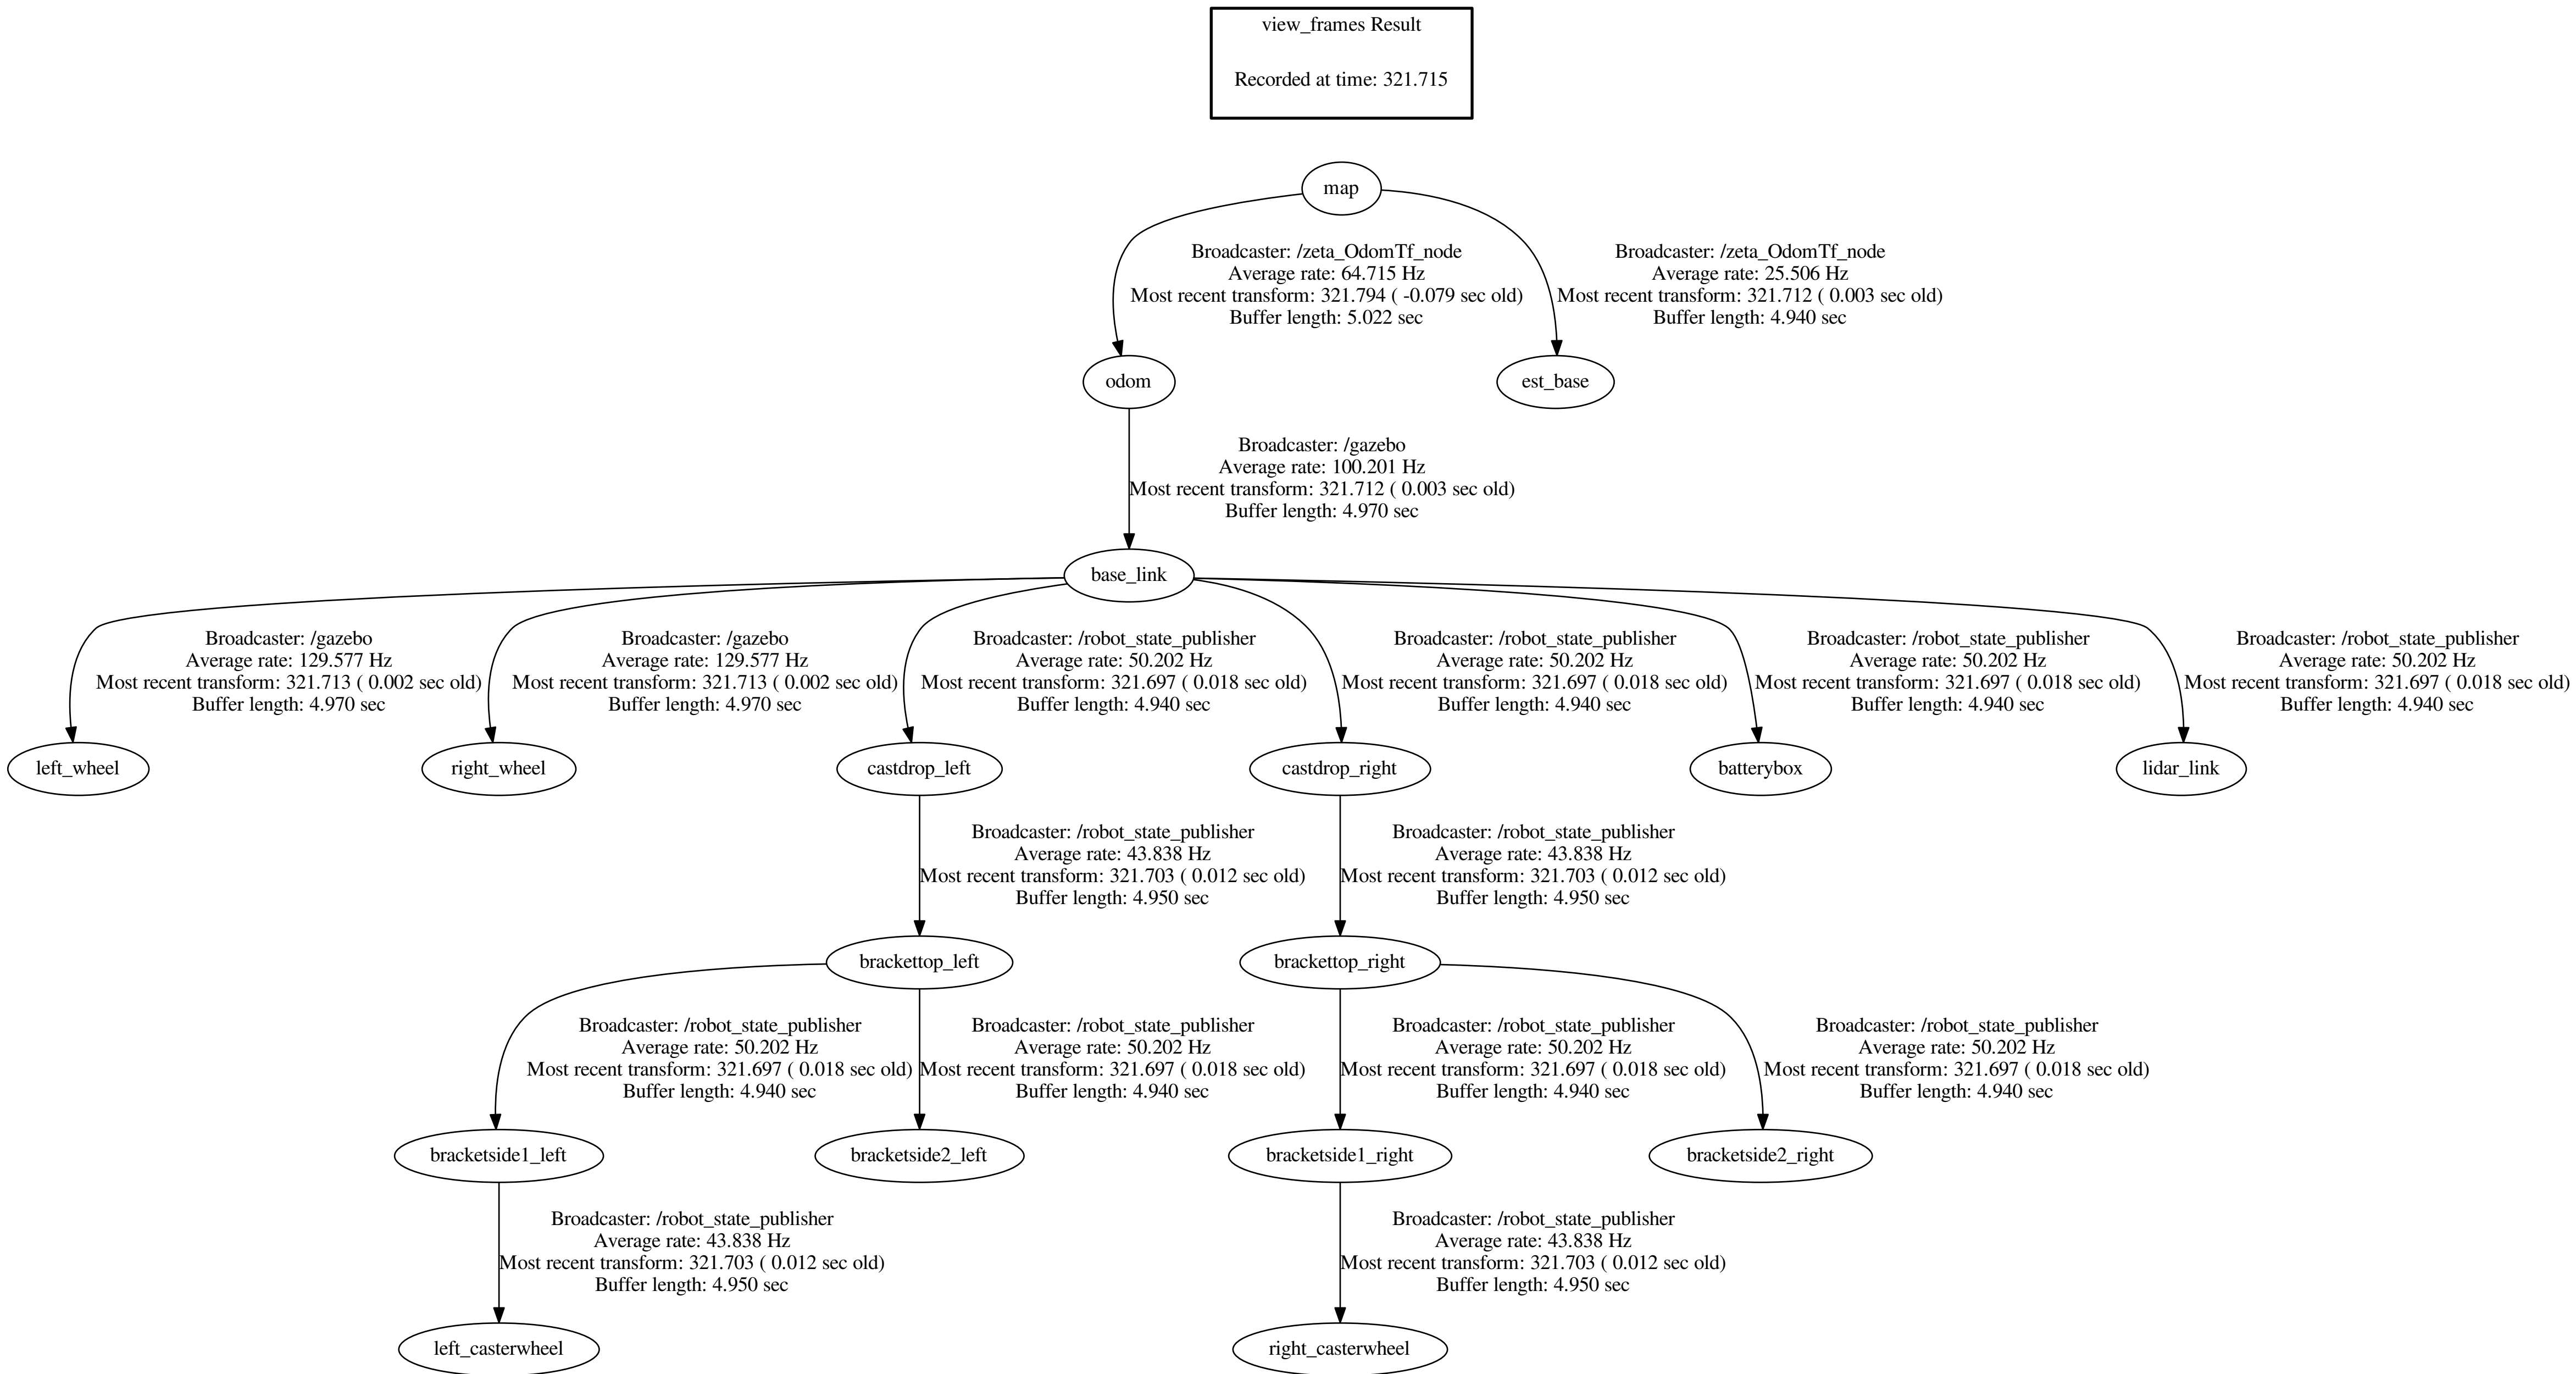 view_frames Result
Recorded at time: 321.715
map
Broadcaster: /zeta_OdomTf_node
Average rate: 64.715 Hz
Most recent transform: 321.794 ( -0.079 sec old)
Buffer length: 5.022 sec
Broadcaster: /zeta_OdomTf_node
Average rate: 25.506 Hz
Most recent transform: 321.712 ( 0.003 sec old)
Buffer length: 4.940 sec
odom
est_base
Broadcaster: /gazebo
Average rate: 100.201 Hz
Most recent transform: 321.712 ( 0.003 sec old)
Buffer length: 4.970 sec
base_link
Broadcaster: /gazebo
Average rate: 129.577 Hz
Most recent transform: 321.713 ( 0.002 sec old)
Buffer length: 4.970 sec
Broadcaster: /gazebo
Average rate: 129.577 Hz
Most recent transform: 321.713 ( 0.002 sec old)
Buffer length: 4.970 sec
Broadcaster: /robot_state_publisher
Average rate: 50.202 Hz
Most recent transform: 321.697 ( 0.018 sec old)
Buffer length: 4.940 sec
Broadcaster: /robot_state_publisher
Average rate: 50.202 Hz
Most recent transform: 321.697 ( 0.018 sec old)
Buffer length: 4.940 sec
Broadcaster: /robot_state_publisher
Average rate: 50.202 Hz
Most recent transform: 321.697 ( 0.018 sec old)
Buffer length: 4.940 sec
Broadcaster: /robot_state_publisher
Average rate: 50.202 Hz
Most recent transform: 321.697 ( 0.018 sec old)
Buffer length: 4.940 sec
left_wheel
right_wheel
castdrop_left
castdrop_right
batterybox
lidar_link
Broadcaster: /robot_state_publisher
Average rate: 43.838 Hz
Most recent transform: 321.703 ( 0.012 sec old)
Buffer length: 4.950 sec
Broadcaster: /robot_state_publisher
Average rate: 43.838 Hz
Most recent transform: 321.703 ( 0.012 sec old)
Buffer length: 4.950 sec
brackettop_left
brackettop_right
Broadcaster: /robot_state_publisher
Average rate: 50.202 Hz
Most recent transform: 321.697 ( 0.018 sec old)
Buffer length: 4.940 sec
Broadcaster: /robot_state_publisher
Average rate: 50.202 Hz
Most recent transform: 321.697 ( 0.018 sec old)
Buffer length: 4.940 sec
Broadcaster: /robot_state_publisher
Average rate: 50.202 Hz
Most recent transform: 321.697 ( 0.018 sec old)
Buffer length: 4.940 sec
Broadcaster: /robot_state_publisher
Average rate: 50.202 Hz
Most recent transform: 321.697 ( 0.018 sec old)
Buffer length: 4.940 sec
bracketside1_left
bracketside2_left
bracketside1_right
bracketside2_right
Broadcaster: /robot_state_publisher
Average rate: 43.838 Hz
Most recent transform: 321.703 ( 0.012 sec old)
Buffer length: 4.950 sec
Broadcaster: /robot_state_publisher
Average rate: 43.838 Hz
Most recent transform: 321.703 ( 0.012 sec old)
Buffer length: 4.950 sec
left_casterwheel
right_casterwheel